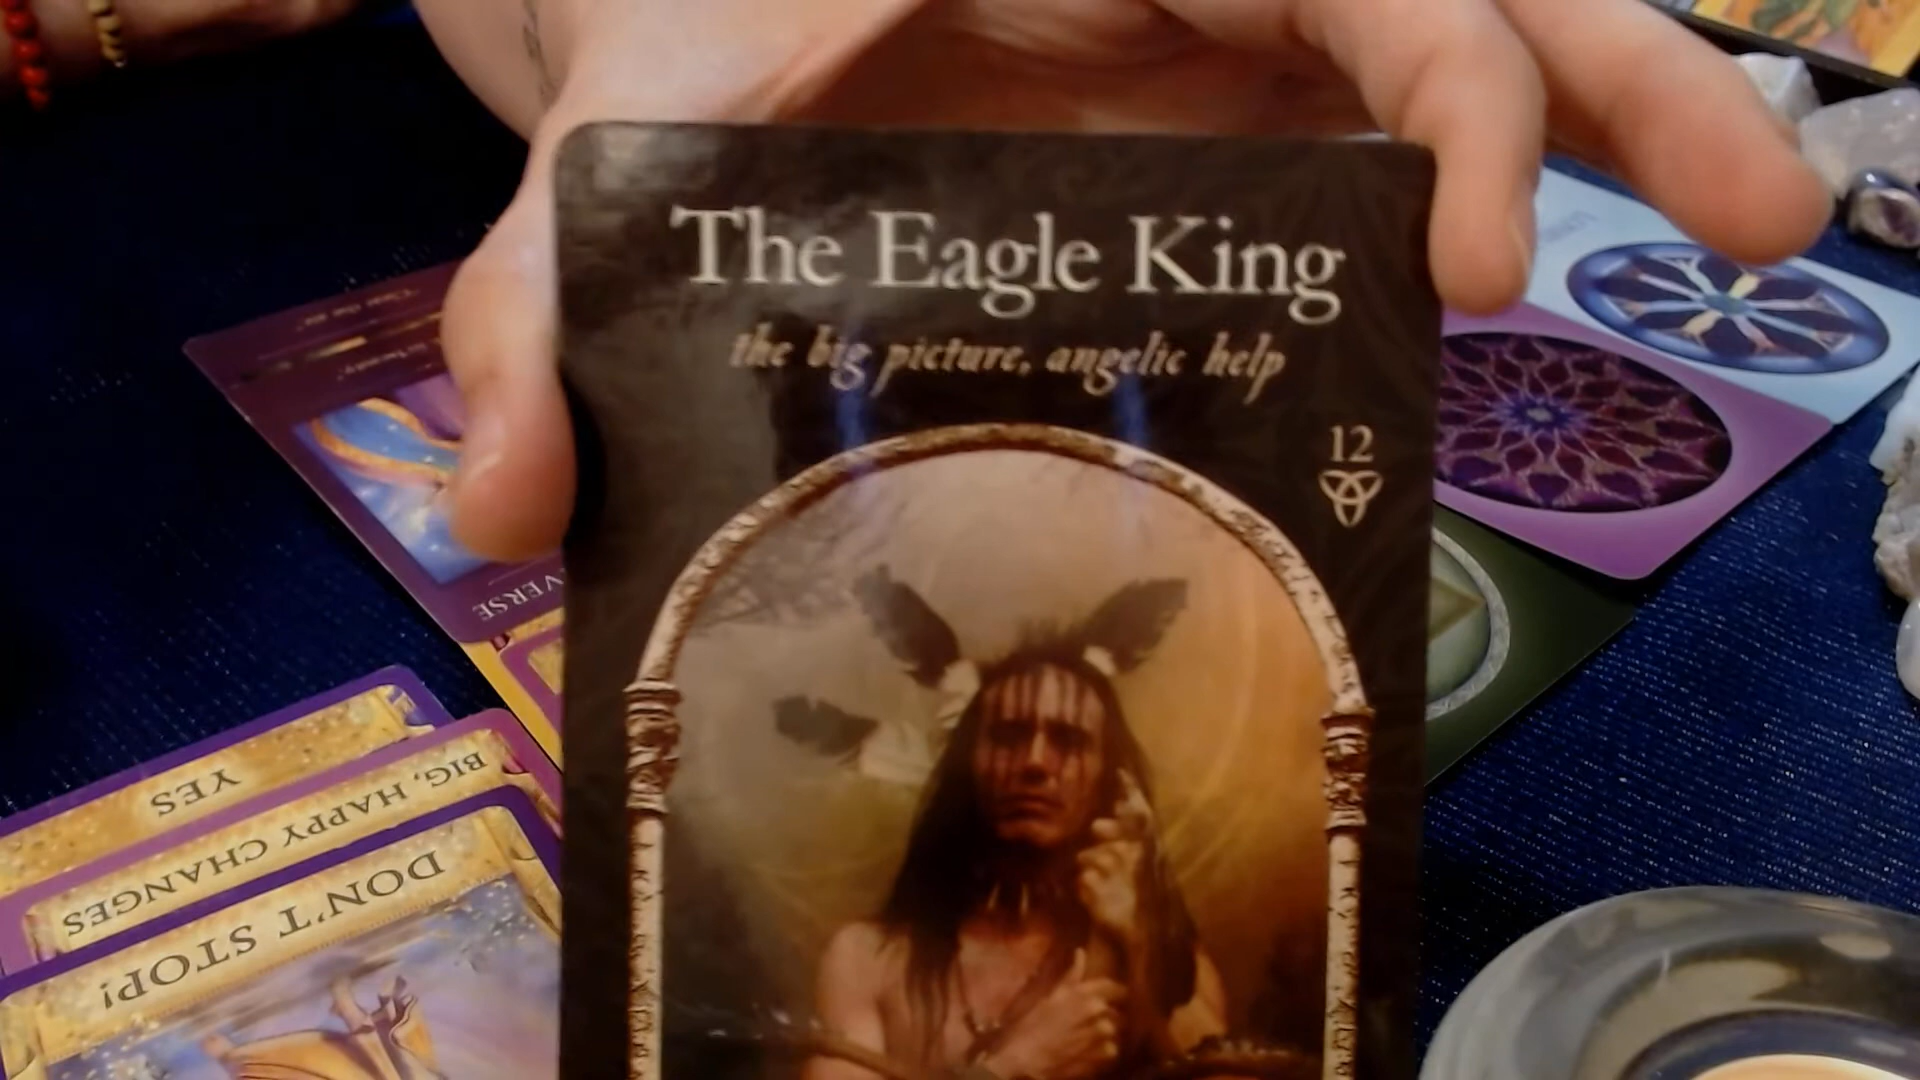 The Eagle King
the big picture, angelic help
12
VERSE
YES
BIG, HAPPY CHANGES
DON'T STOP!